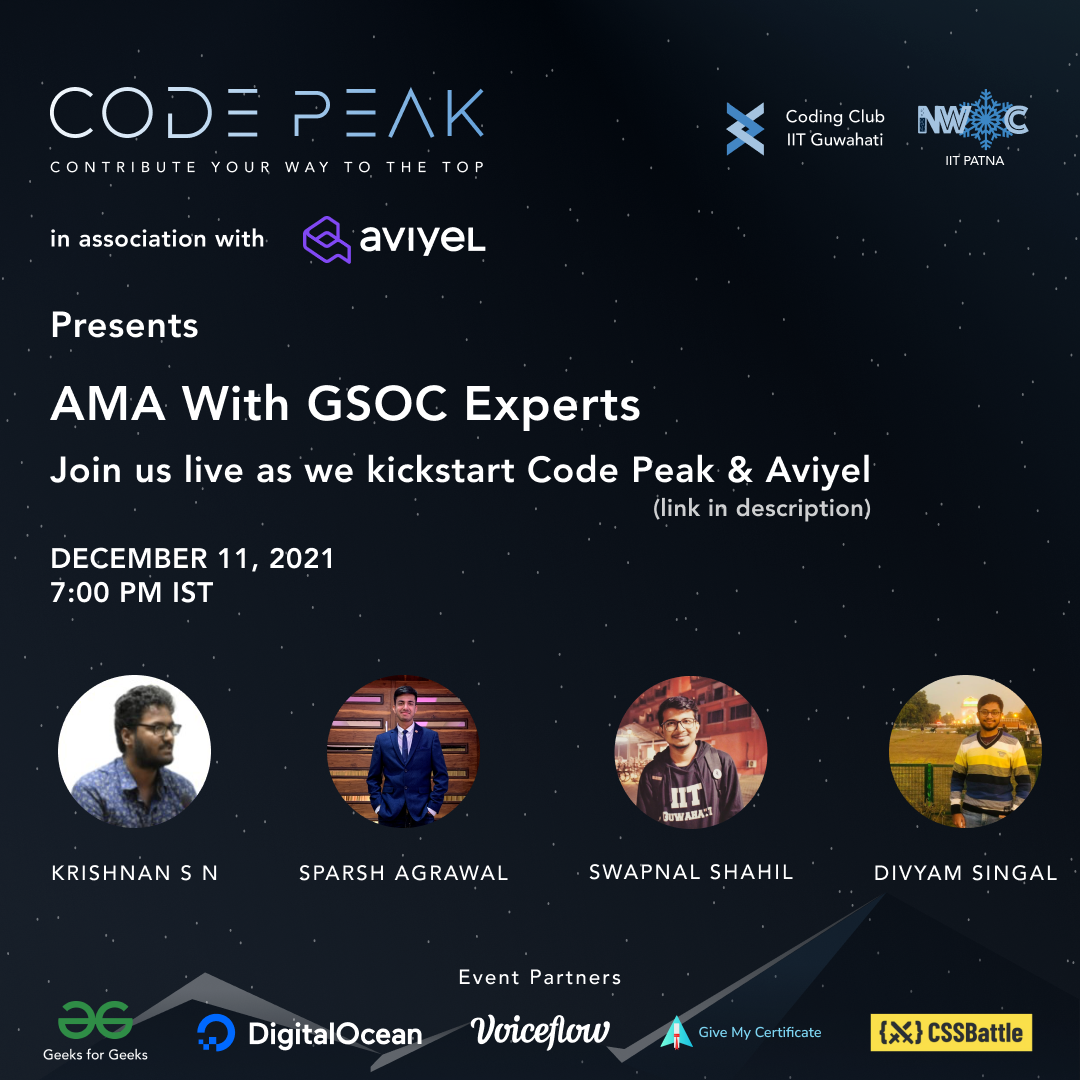 CODE PEAK
CONTRIBUTE YOUR WAY TO THE TOP
Coding Club
IIT Guwahati
NWOC
IIT PATNA
in association with
aviyel
Presents
AMA With GSOC Experts
Join us live as we kickstart Code Peak & Aviyel
(link in description)
DECEMBER 11, 2021
7:00 PM IST
IIT
GUWAHATI
KRISHNAN S N
SPARSH AGRAWAL
SWAPNAL SHAHIL
DIVYAM SINGAL
Event Partners
Geeks for Geeks
DigitalOcean
Voiceflow
Give My Certificate
{X} CSSBattle